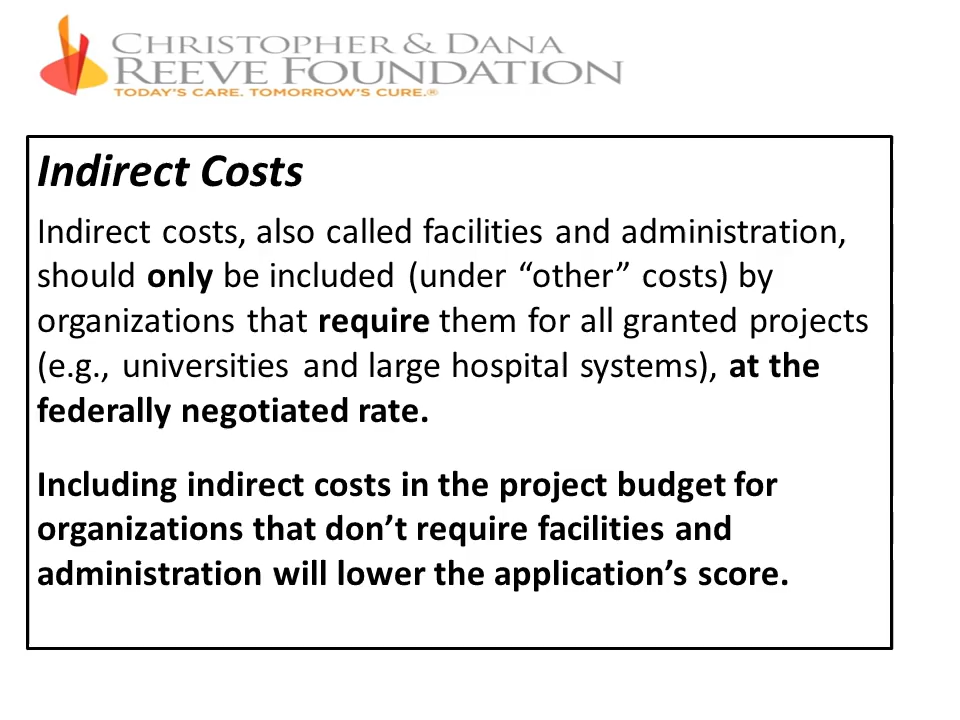 CHRISTOPHER & DANA
REEVE FOUNDATION
TODAY'S CARE. TOMORROW'S CURE.®
Indirect Costs
Indirect costs, also called facilities and administration,
should only be included (under “other” costs) by
organizations that require them for all granted projects
(e.g., universities and large hospital systems), at the
federally negotiated rate.
Including indirect costs in the project budget for
organizations that don’t require facilities and
administration will lower the application’s score.